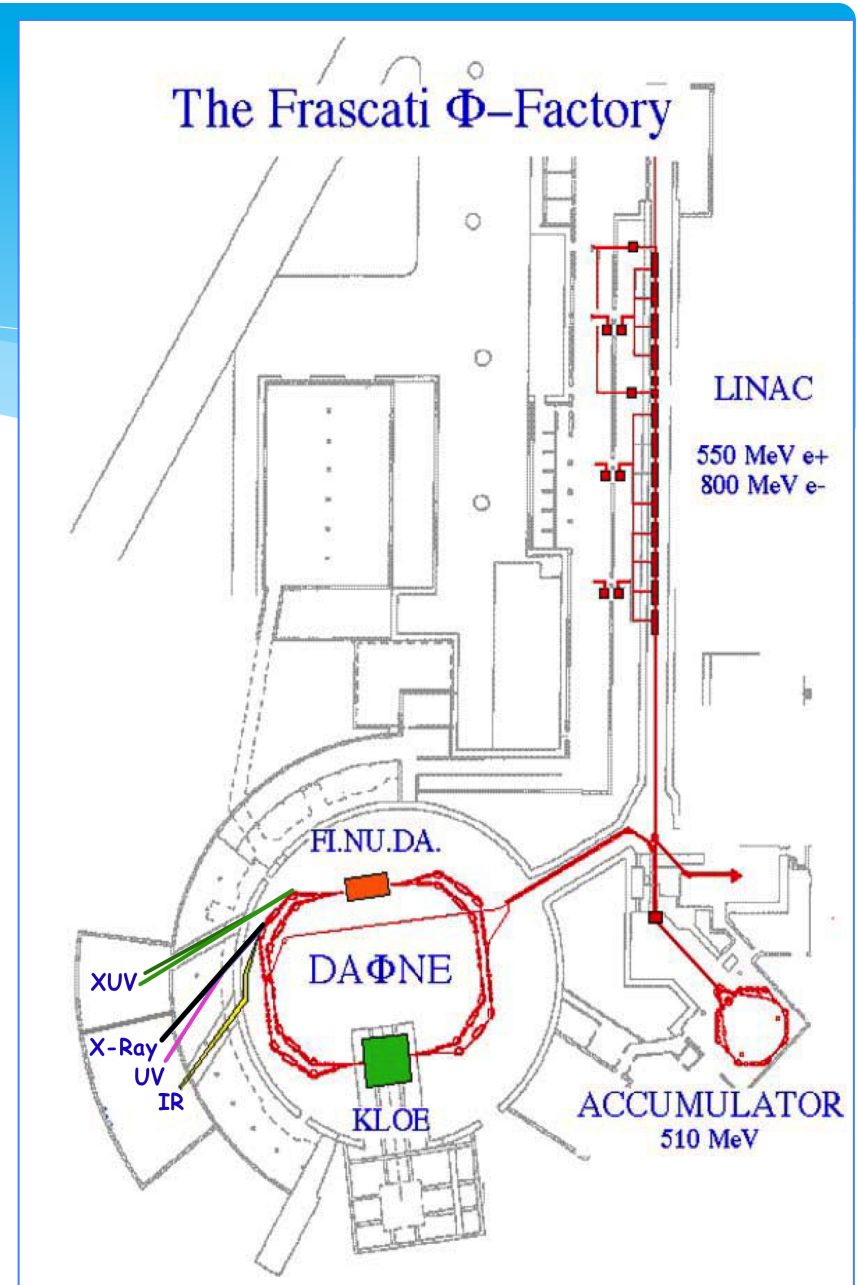 The Frascati Φ–Factory
LINAC
550 MeV e+
800 MeV e-
FI.NU.DA.
DAΦNE
XUV
X-Ray
UV
IR
KLOE
ACCUMULATOR
510 MeV